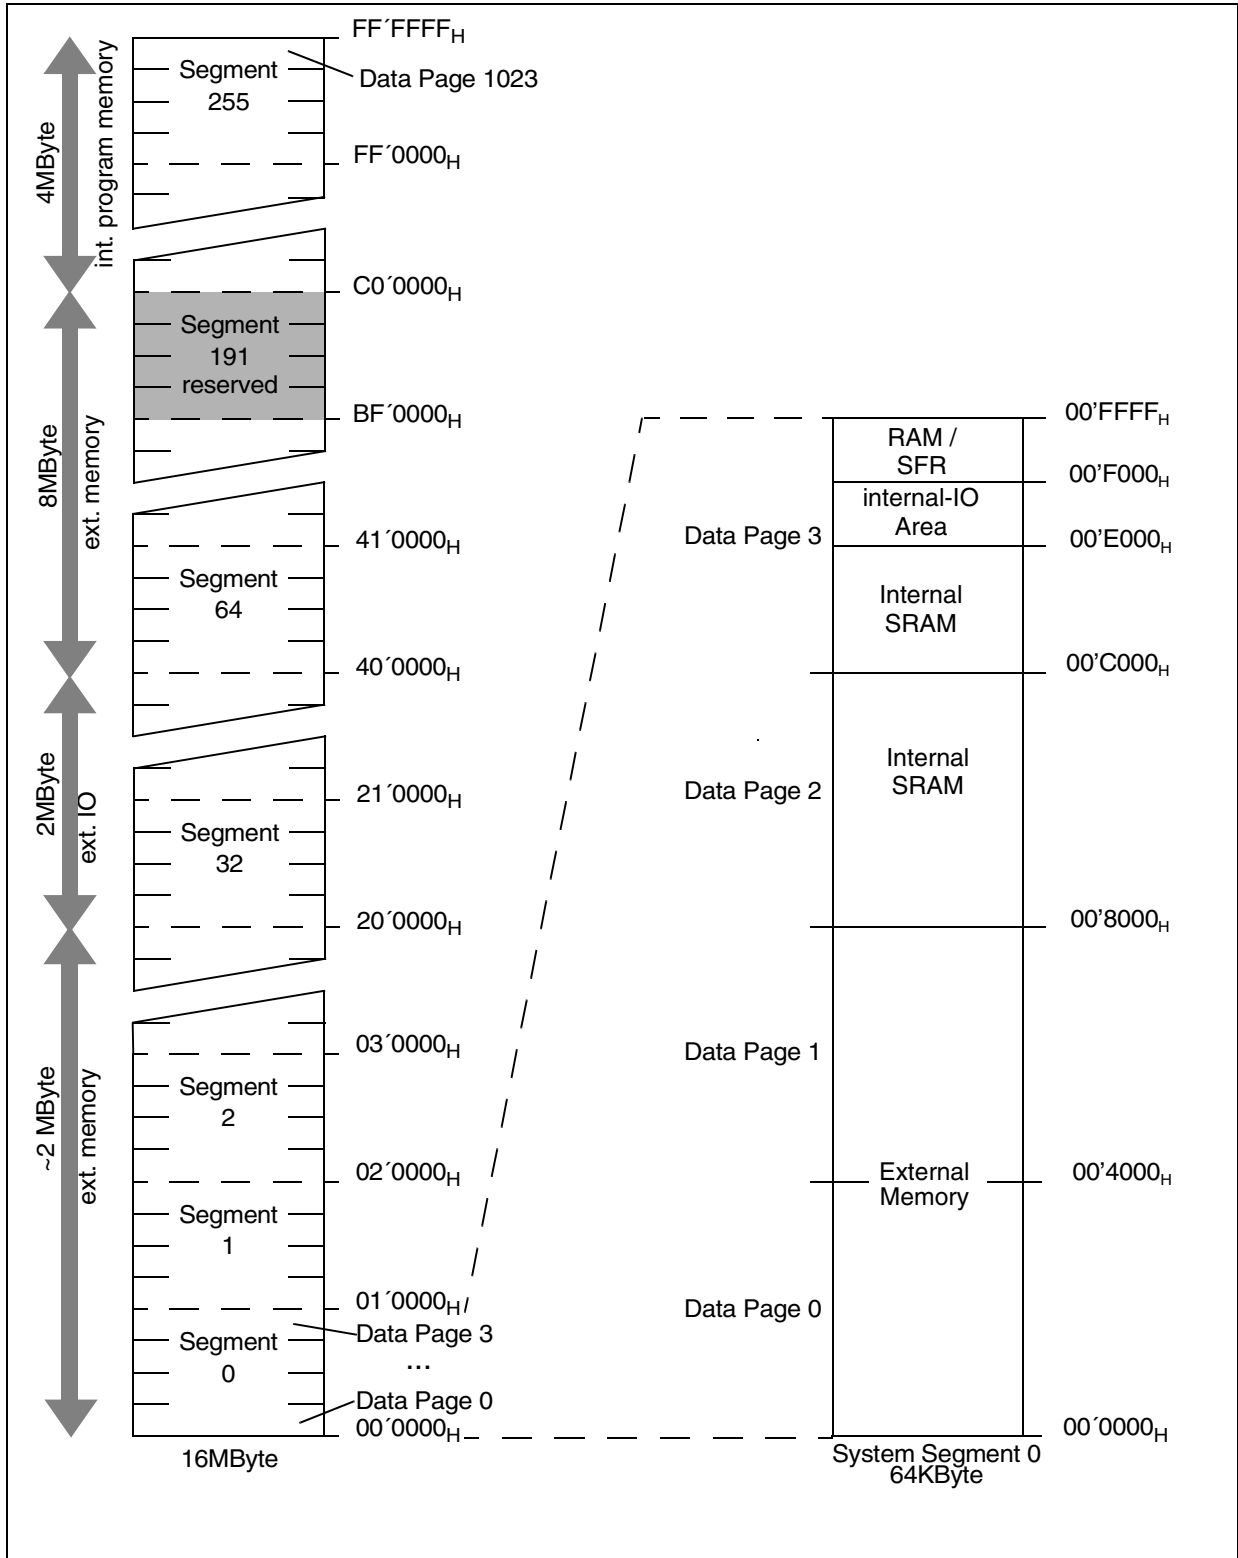 FF´FFFFH
Segment
255
Data Page 1023
FF´0000H
4MByte
int. program memory
C0´0000H
Segment
191
reserved
BF´0000H
8MByte
ext. memory
41´0000H
Segment
64
40´0000H
2MByte
ext. IO
21´0000H
Segment
32
20´0000H
~2 MByte
ext. memory
03´0000H
Segment
2
02´0000H
Segment
1
01´0000H
Data Page 3
Segment
0
...
Data Page 0
00´0000H
16MByte
00'FFFFH
RAM /
SFR
00'F000H
internal-IO
Area
Data Page 3
00'E000H
Internal
SRAM
00'C000H
Internal
SRAM
Data Page 2
00'8000H
Data Page 1
External
Memory
00'4000H
Data Page 0
00´0000H
System Segment 0
64KByte